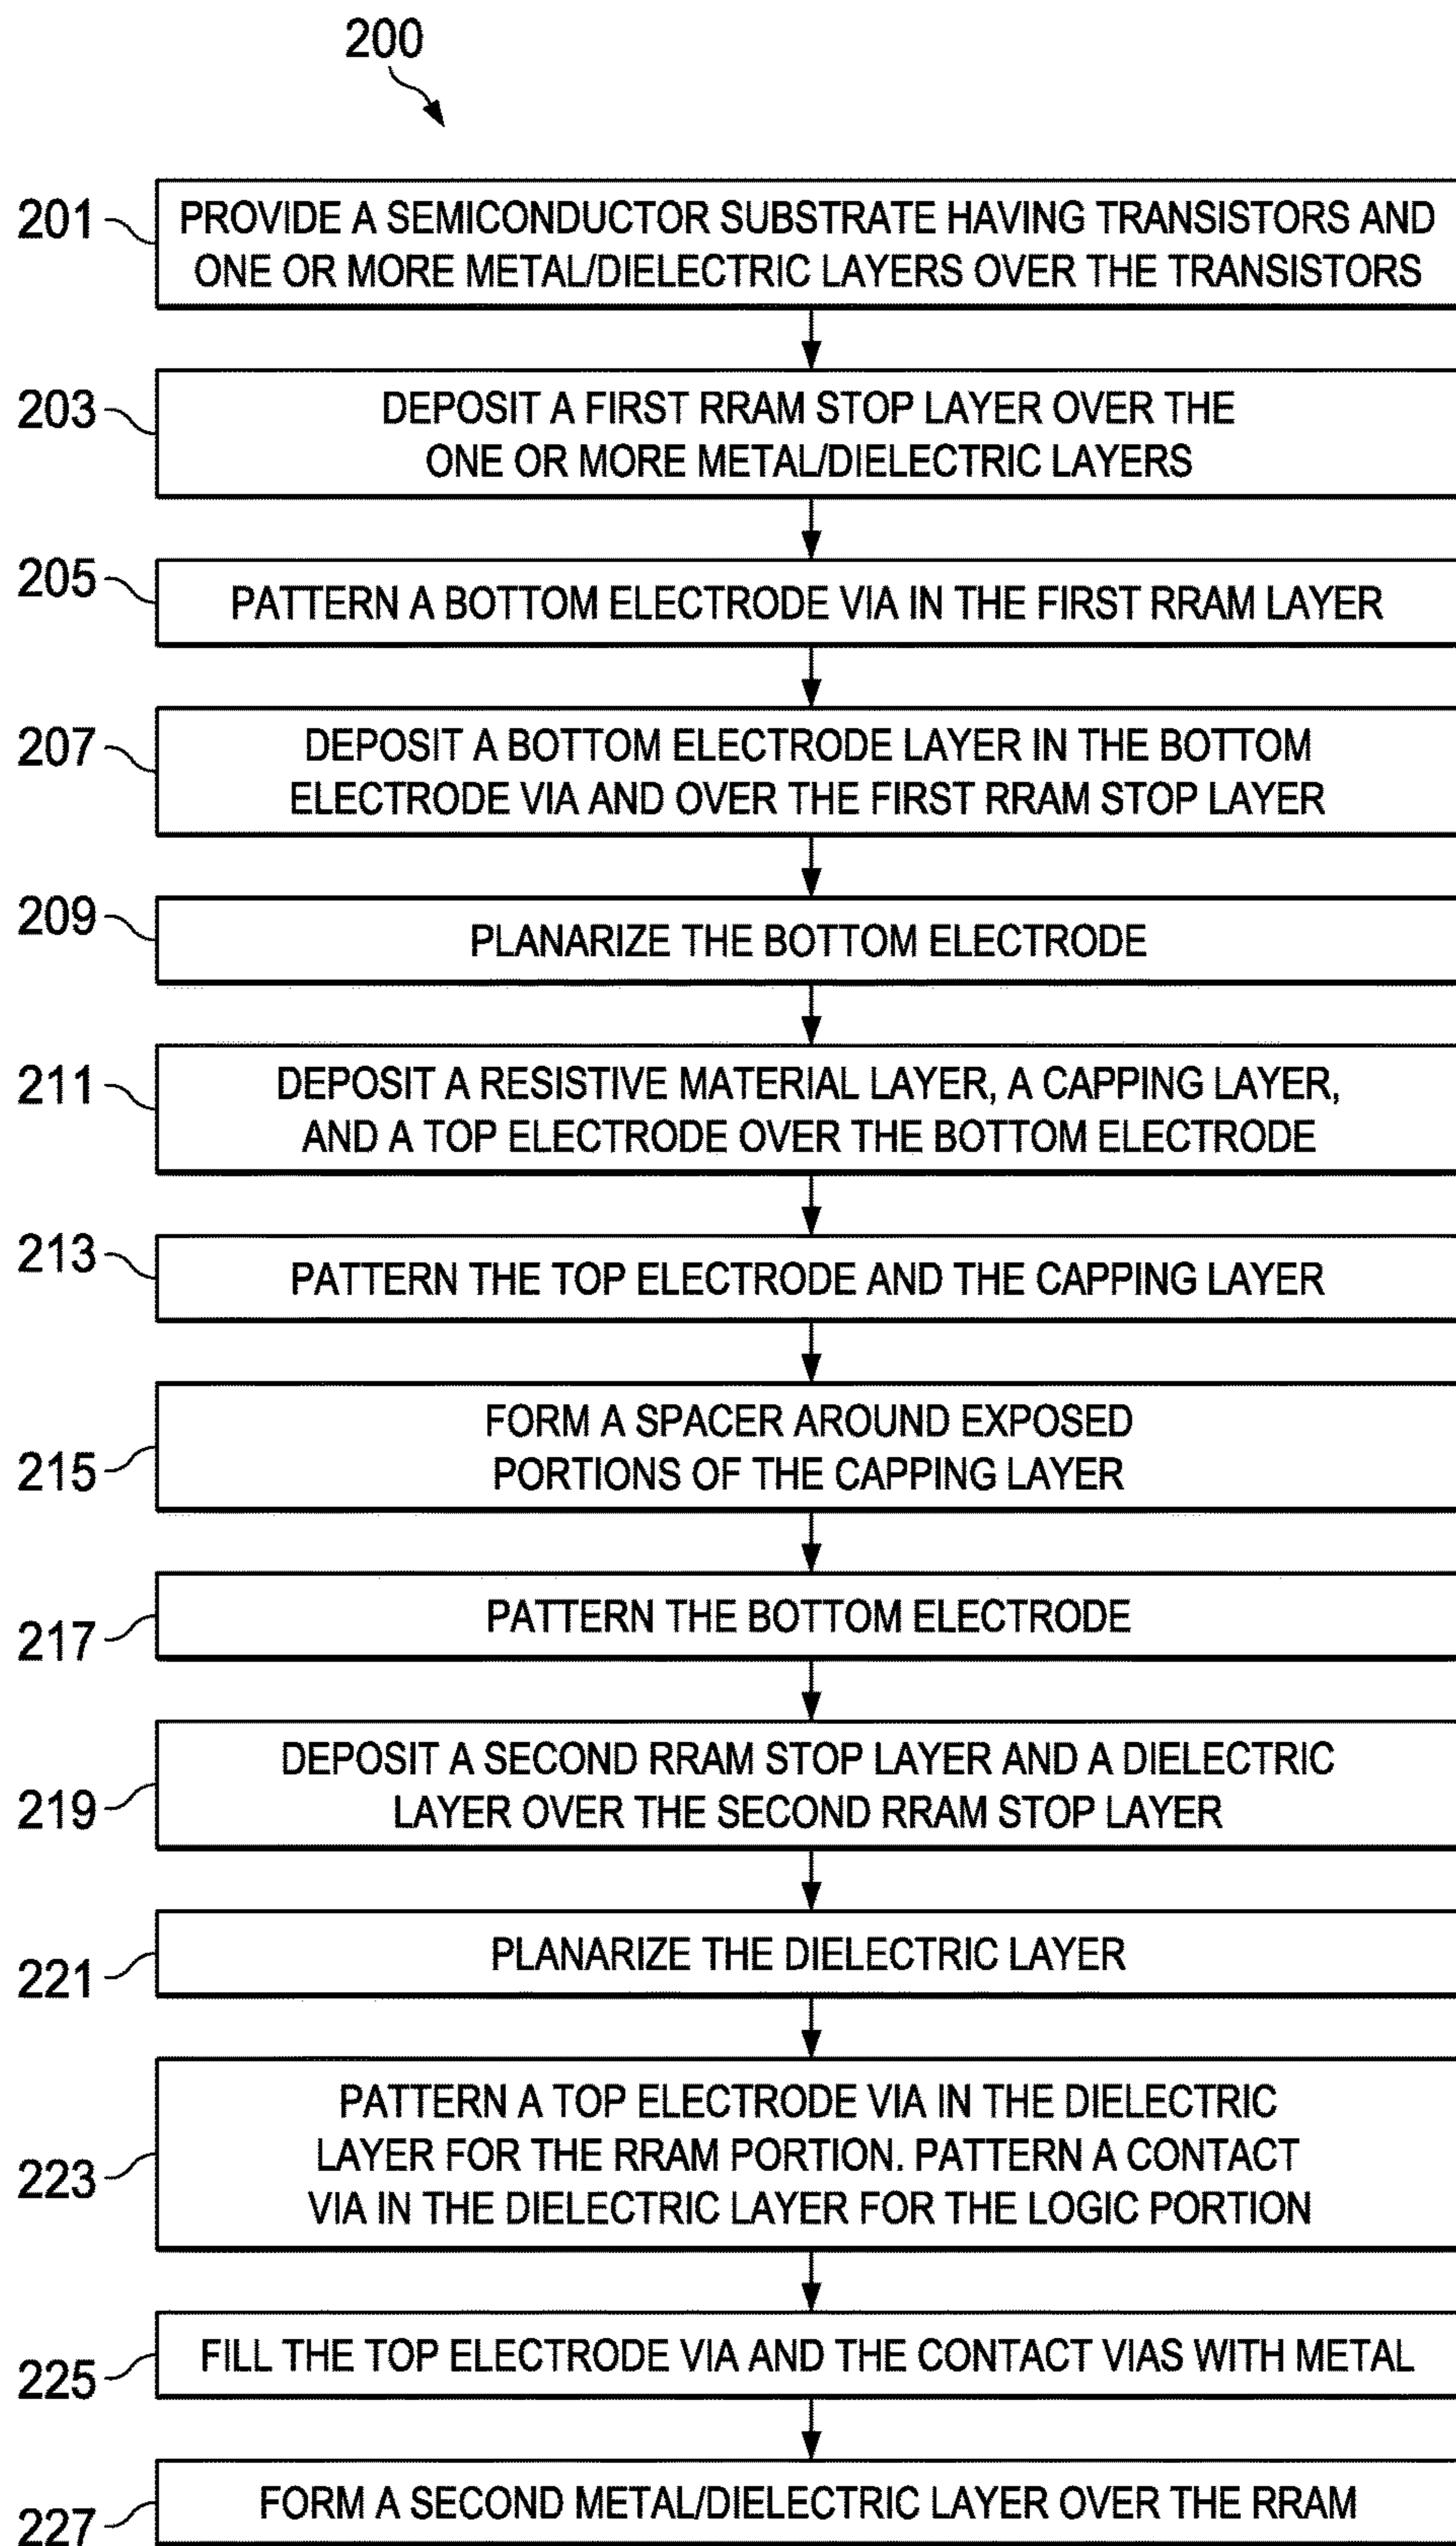 200
201
PROVIDE A SEMICONDUCTOR SUBSTRATE HAVING TRANSISTORS AND
ONE OR MORE METAL/DIELECTRIC LAYERS OVER THE TRANSISTORS
203
DEPOSIT A FIRST RRAM STOP LAYER OVER THE
ONE OR MORE METAL/DIELECTRIC LAYERS
205
PATTERN A BOTTOM ELECTRODE VIA IN THE FIRST RRAM LAYER
207
DEPOSIT A BOTTOM ELECTRODE LAYER IN THE BOTTOM
ELECTRODE VIA AND OVER THE FIRST RRAM STOP LAYER
209
PLANARIZE THE BOTTOM ELECTRODE
211
DEPOSIT A RESISTIVE MATERIAL LAYER, A CAPPING LAYER,
AND A TOP ELECTRODE OVER THE BOTTOM ELECTRODE
213
PATTERN THE TOP ELECTRODE AND THE CAPPING LAYER
215
FORM A SPACER AROUND EXPOSED
PORTIONS OF THE CAPPING LAYER
217
PATTERN THE BOTTOM ELECTRODE
219
DEPOSIT A SECOND RRAM STOP LAYER AND A DIELECTRIC
LAYER OVER THE SECOND RRAM STOP LAYER
221
PLANARIZE THE DIELECTRIC LAYER
223
PATTERN A TOP ELECTRODE VIA IN THE DIELECTRIC
LAYER FOR THE RRAM PORTION. PATTERN A CONTACT
VIA IN THE DIELECTRIC LAYER FOR THE LOGIC PORTION
225
FILL THE TOP ELECTRODE VIA AND THE CONTACT VIAS WITH METAL
227
FORM A SECOND METAL/DIELECTRIC LAYER OVER THE RRAM